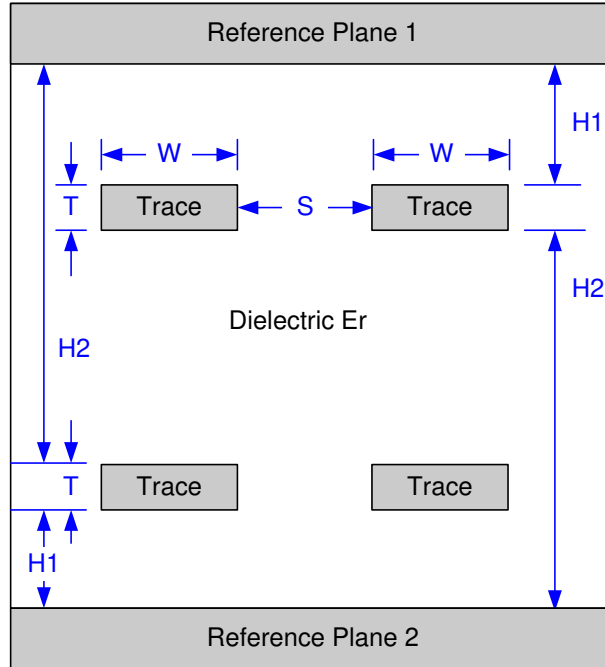 Reference Plane 1
H1
W
W
T
Trace
S
Trace
H2
Dielectric Er
H2
T
Trace
Trace
H1
Reference Plane 2